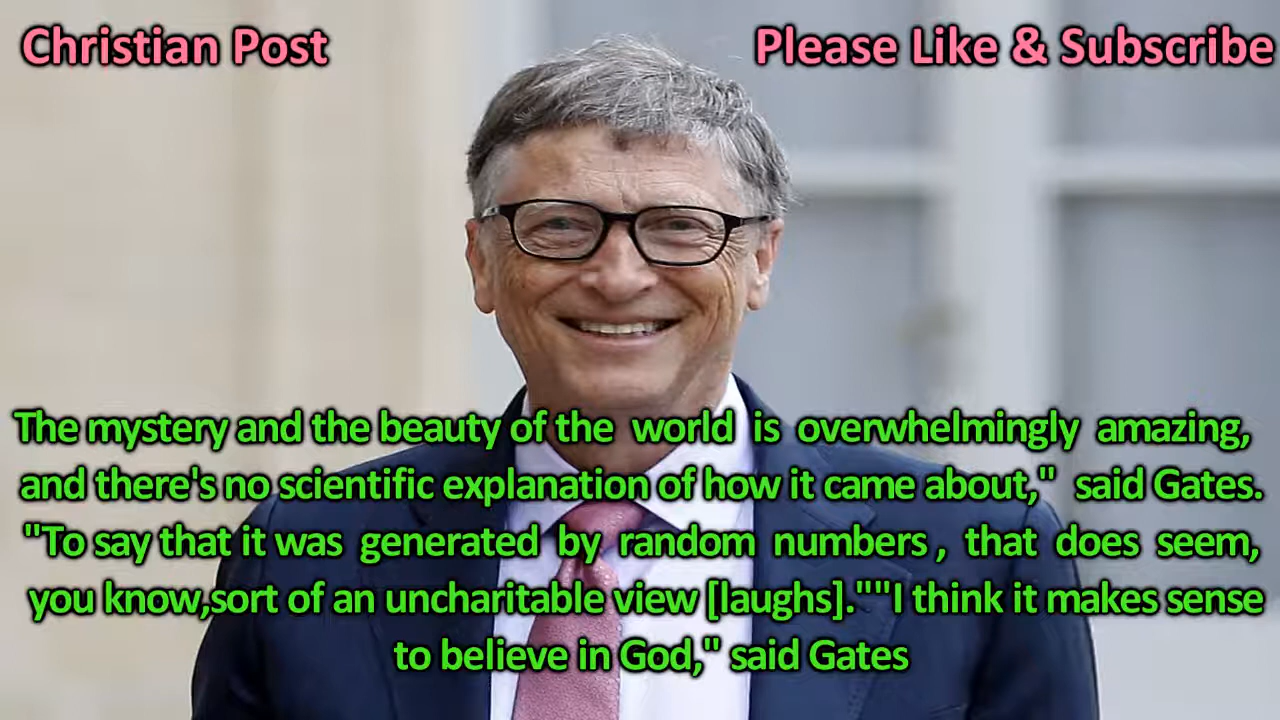 Christian Post
Please Like & Subscribe
The mystery and the beauty of the world is overwhelmingly amazing,
and there's no scientific explanation of how it came about," said Gates.
"To say that it was generated by random numbers , that does seem,
you know,sort of an uncharitable view [laughs].""I think it makes sense
to believe in God," said Gates